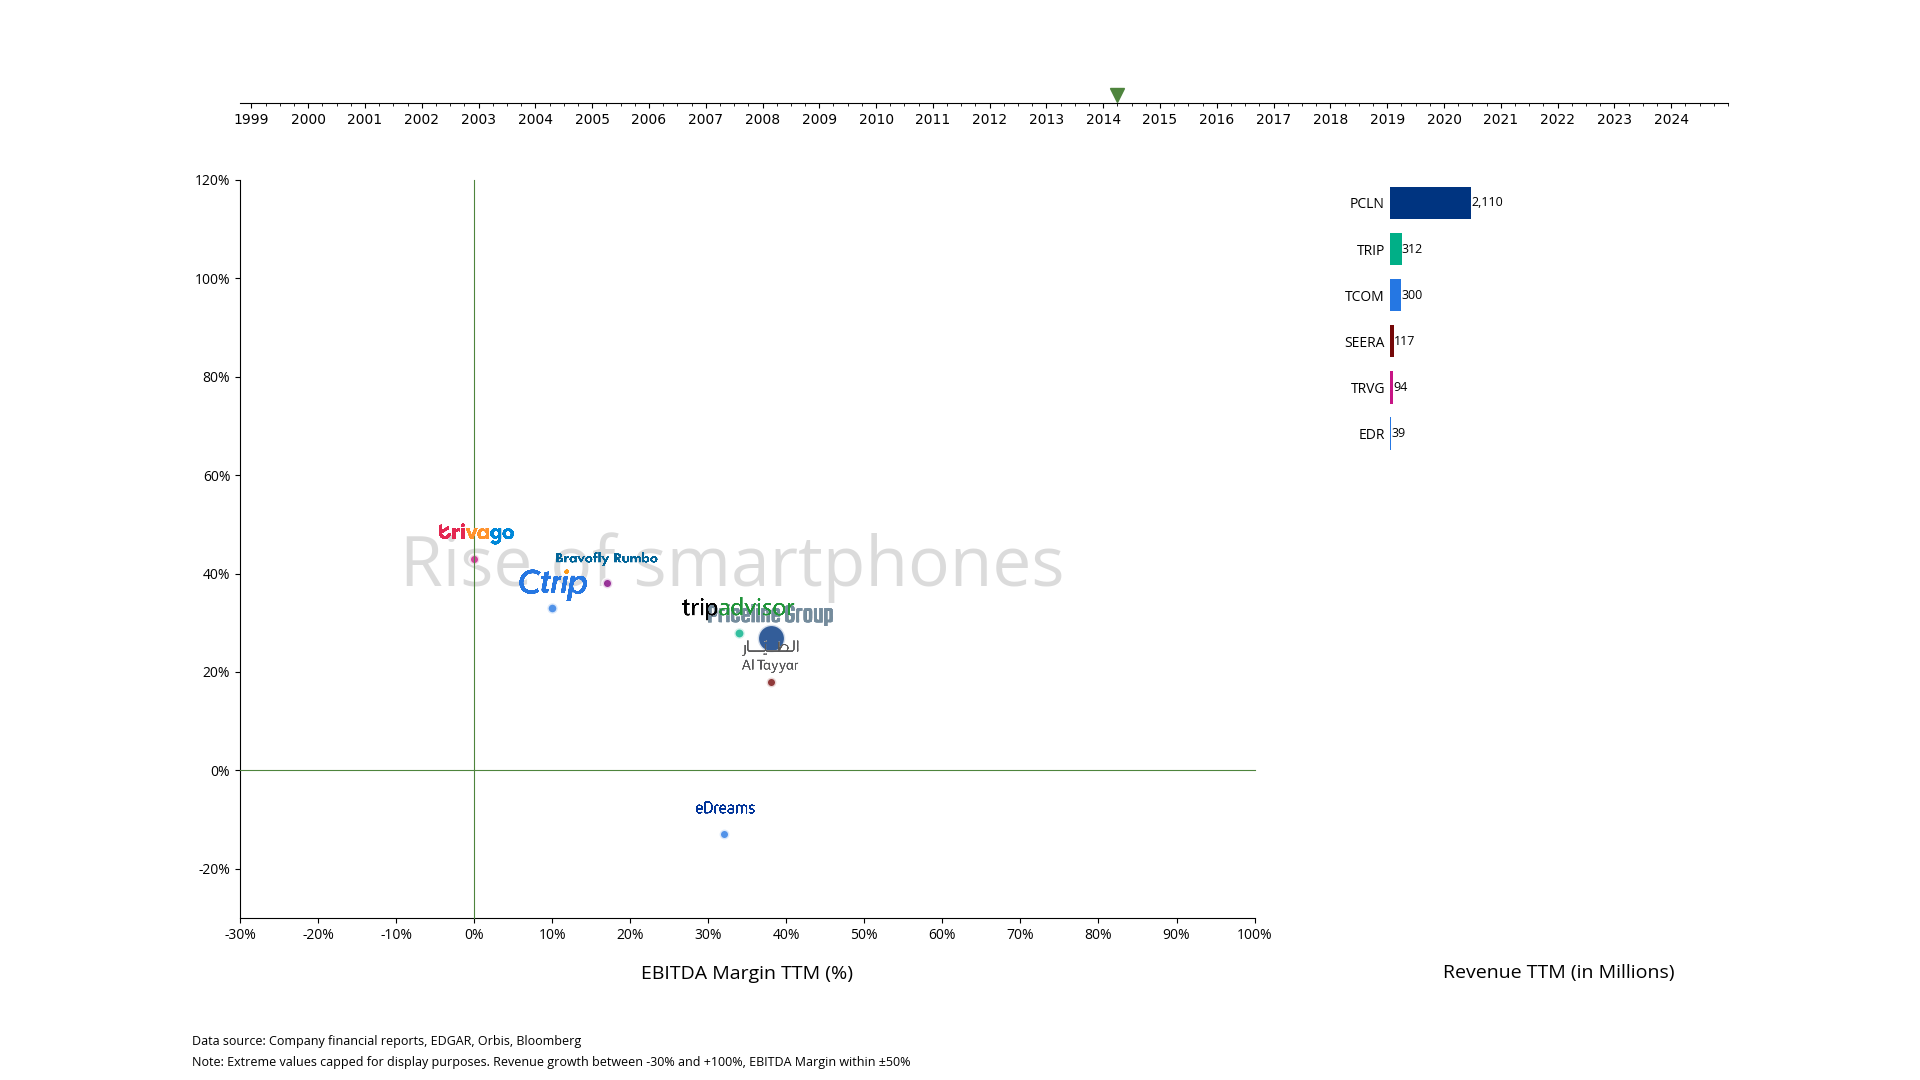 1999 2000 2001 2002 2003 2004 2005 2006 2007 2008 2009 2010 2011 2012 2013 2014 2015 2016 2017 2018 2019 2020 2021 2022 2023 2024
120%
100%
80%
60%
40%
20%
0%
-20%
-30% -20% -10% 0% 10% 20% 30% 40% 50% 60% 70% 80% 90% 100%
EBITDA Margin TTM (%)
Rise of smartphones
trivago
Bravofly Rumbo
Ctrip
tripadvisor
Priceline Group
الطيار
Al Tayyar
eDreams
PCLN 2,110
TRIP 312
TCOM 300
SEERA 117
TRVG 94
EDR 39
Revenue TTM (in Millions)
Data source: Company financial reports, EDGAR, Orbis, Bloomberg
Note: Extreme values capped for display purposes. Revenue growth between -30% and +100%, EBITDA Margin within ±50%